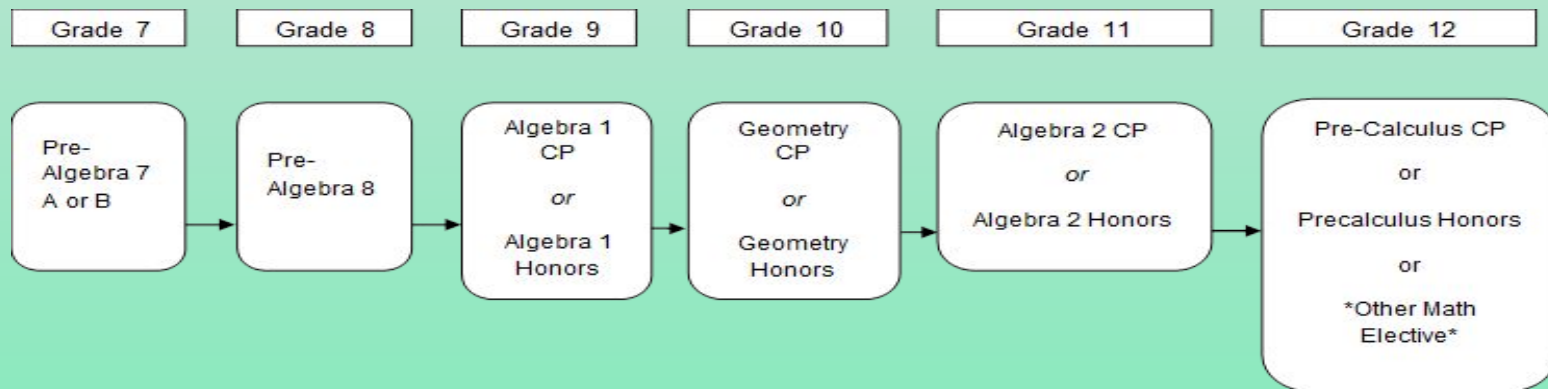 Grade 7
Grade 8
Grade 9
Grade 10
Grade 11
Grade 12
Pre-
Algebra 7
A or B
Pre-
Algebra 8
Algebra 1
CP
or
Algebra 1
Honors
Geometry
CP
or
Geometry
Honors
Algebra 2 CP
or
Algebra 2 Honors
Pre-Calculus CP
or
Precalculus Honors
or
*Other Math
Elective*